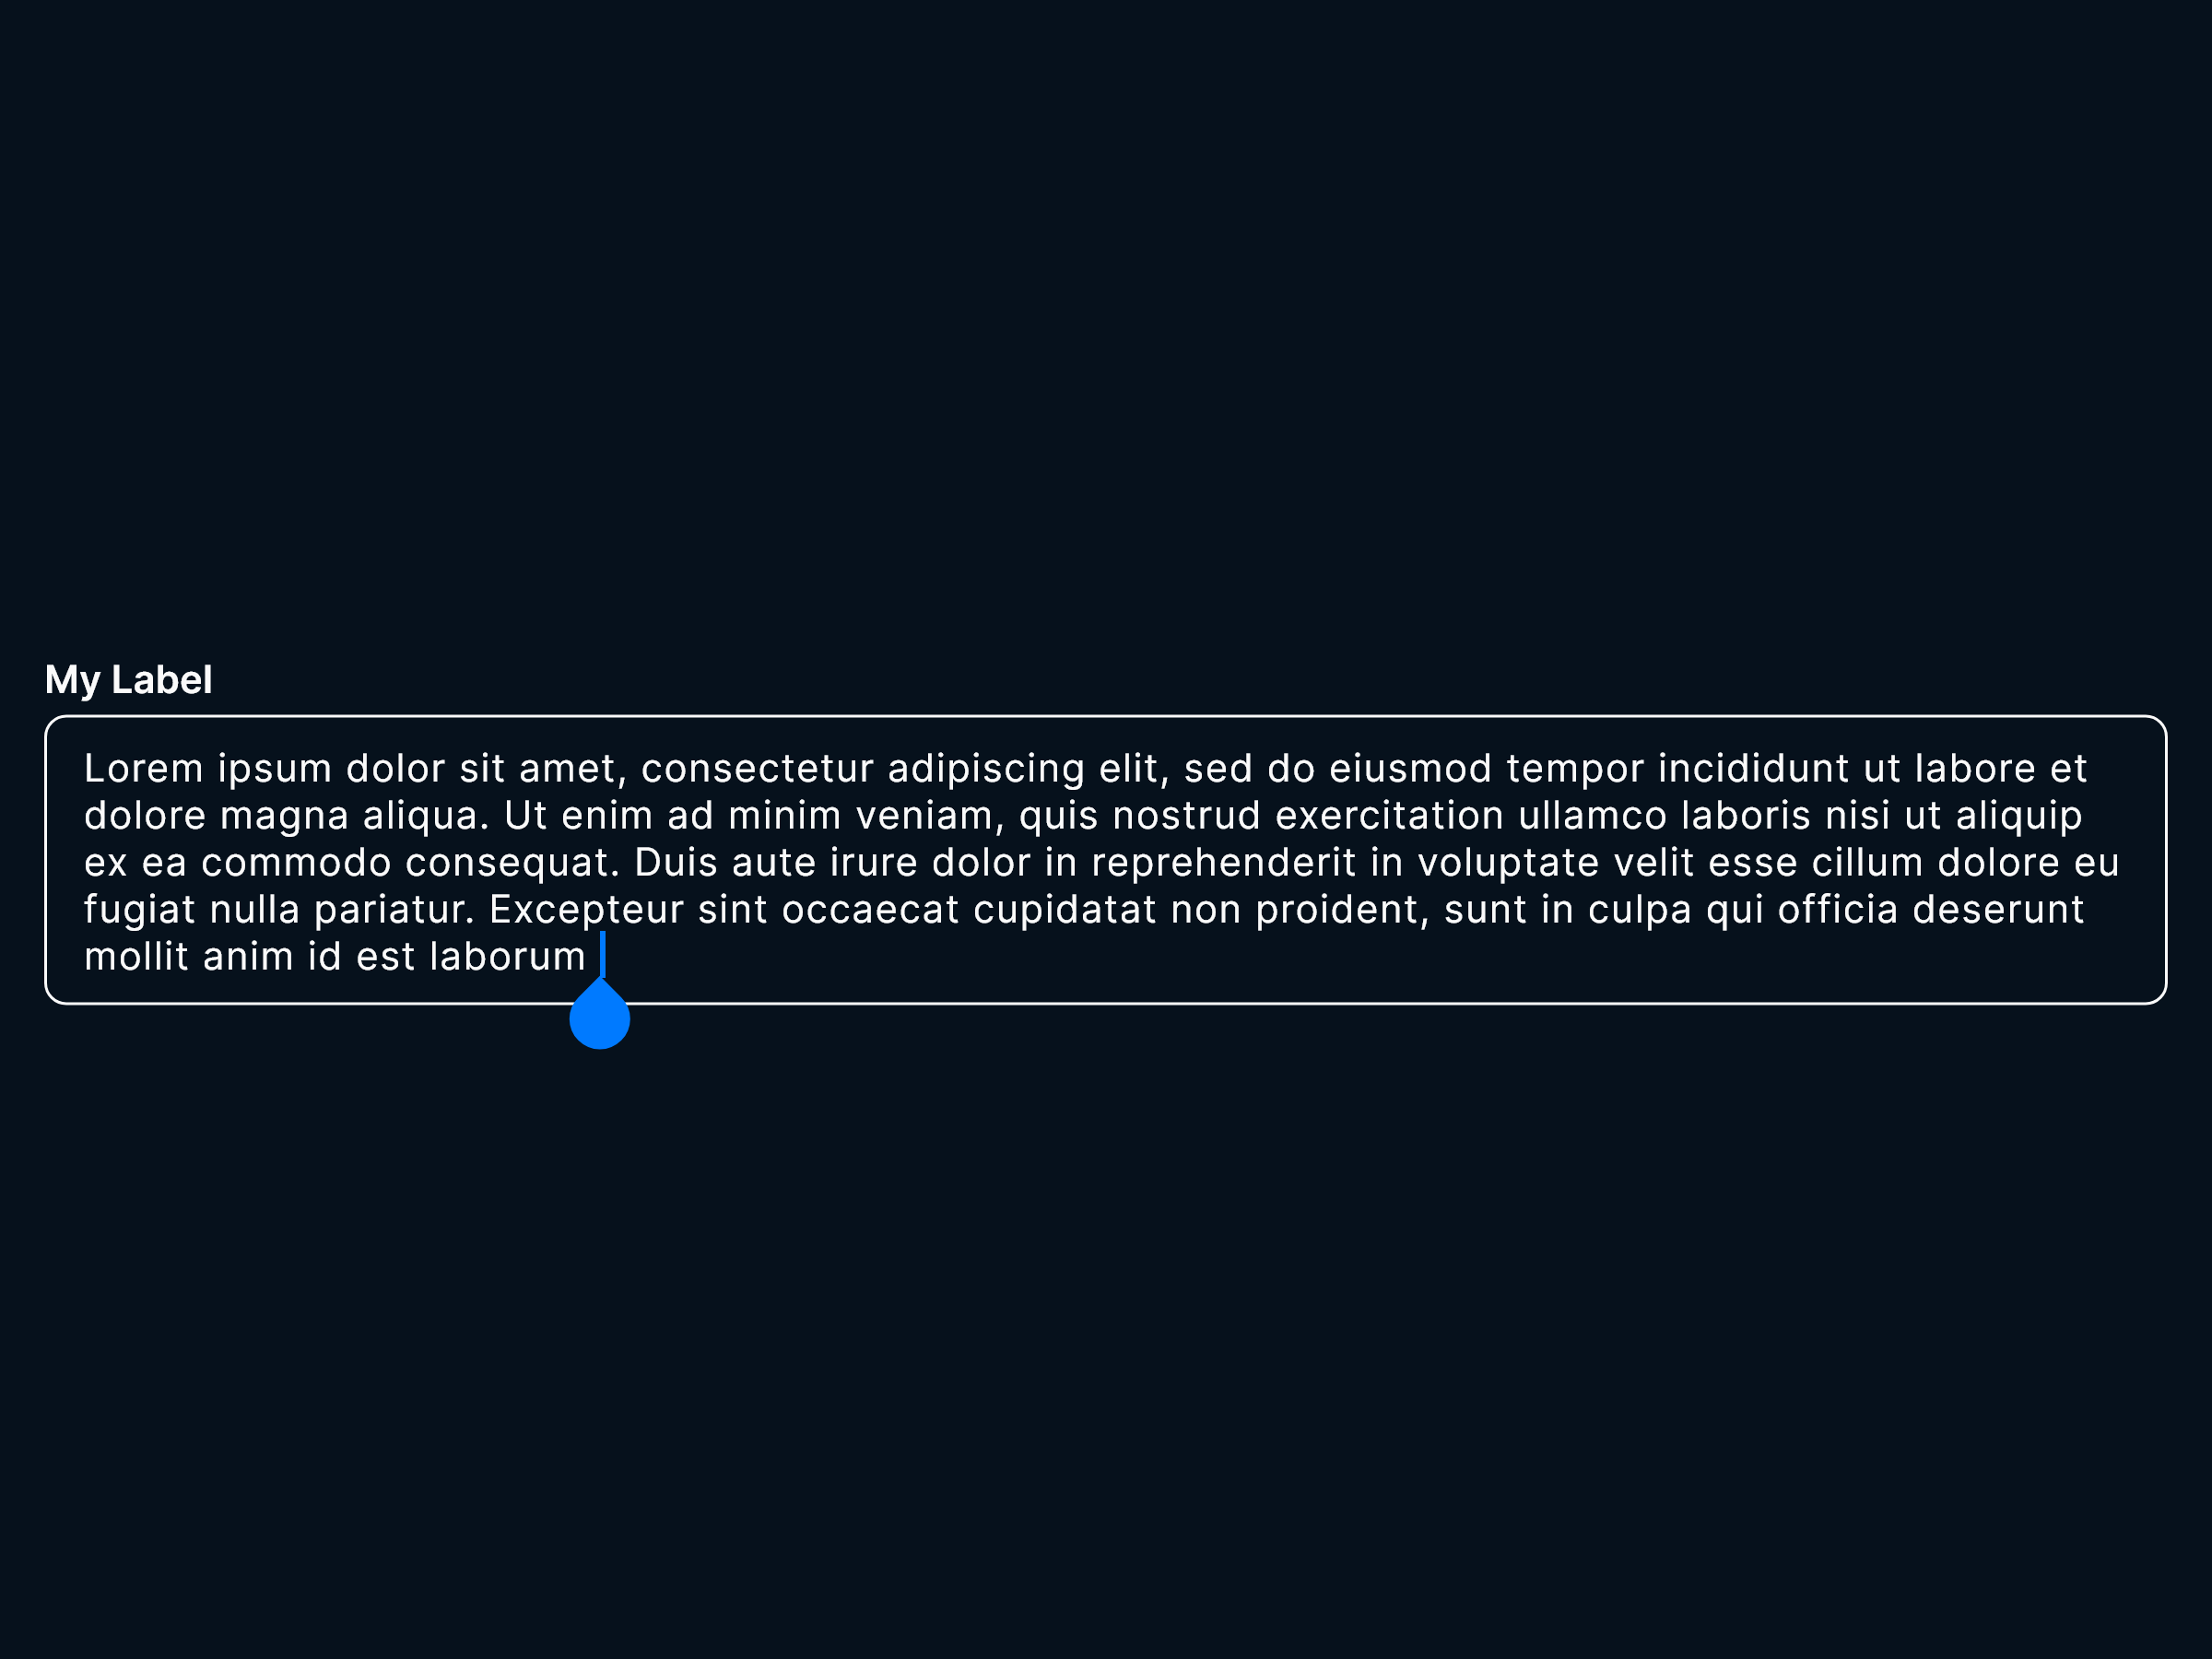 My Label
Lorem ipsum dolor sit amet, consectetur adipiscing elit, sed do eiusmod tempor incididunt ut labore et
dolore magna aliqua. Ut enim ad minim veniam, quis nostrud exercitation ullamco laboris nisi ut aliquip
ex ea commodo consequat. Duis aute irure dolor in reprehenderit in voluptate velit esse cillum dolore eu
fugiat nulla pariatur. Excepteur sint occaecat cupidatat non proident, sunt in culpa qui officia deserunt
mollit anim id est laborum